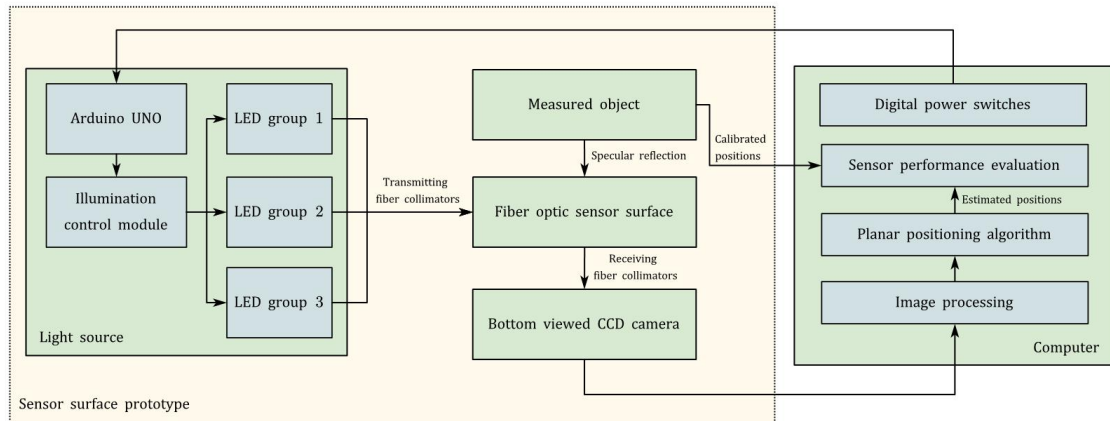 Arduino UNO
Illumination
control module
LED group 1
LED group 2
LED group 3
Light source
Transmitting
fiber collimators
Measured object
Specular reflection
Fiber optic sensor surface
Receiving
fiber collimators
Bottom viewed CCD camera
Sensor surface prototype
Calibrated
positions
Digital power switches
Sensor performance evaluation
Estimated positions
Planar positioning algorithm
Image processing
Computer